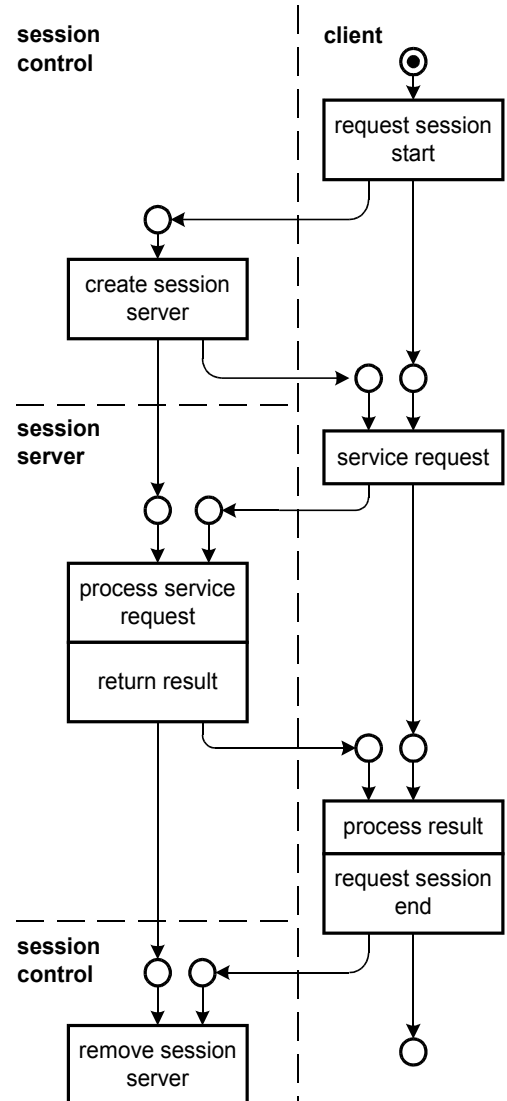 session
control
client
request session
start
create session
server
session
server
service request
process service
request
return result
process result
request session
end
session
control
remove session
server